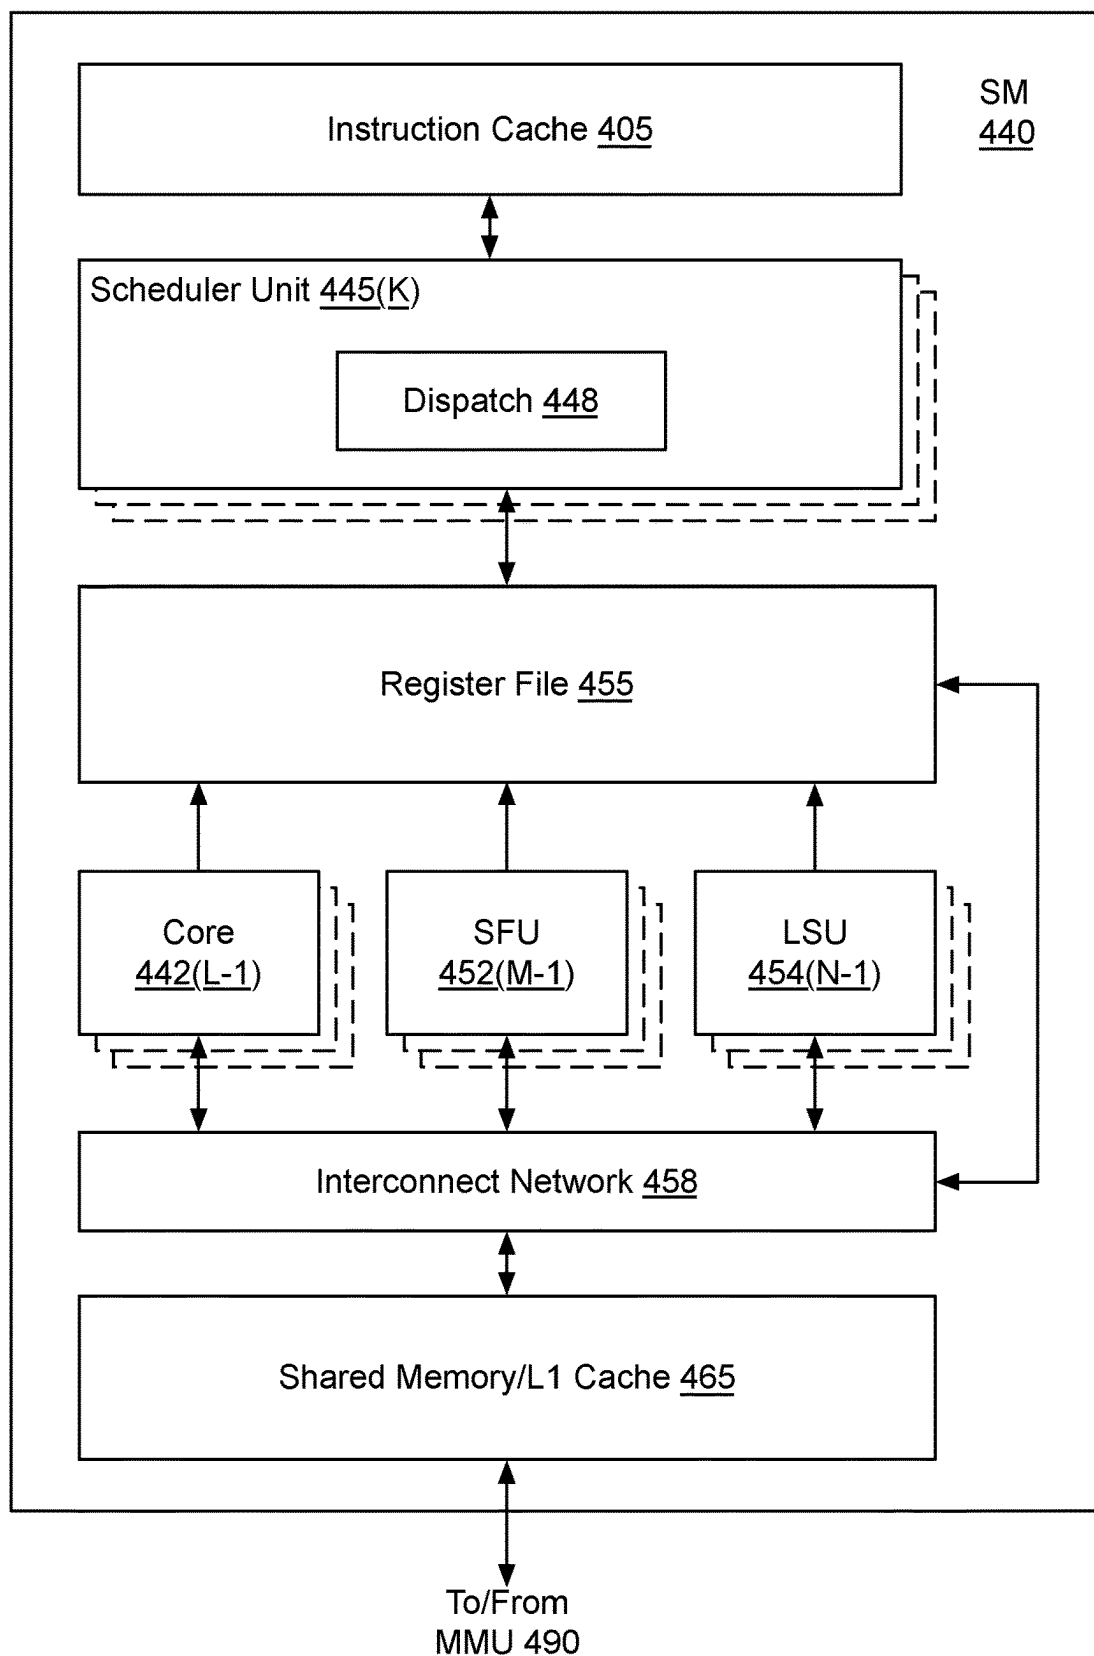 Instruction Cache 405
SM
440
Scheduler Unit 445(K)
Dispatch 448
Register File 455
Core
442(L-1)
SFU
452(M-1)
LSU
454(N-1)
Interconnect Network 458
Shared Memory/L1 Cache 465
To/From
MMU 490